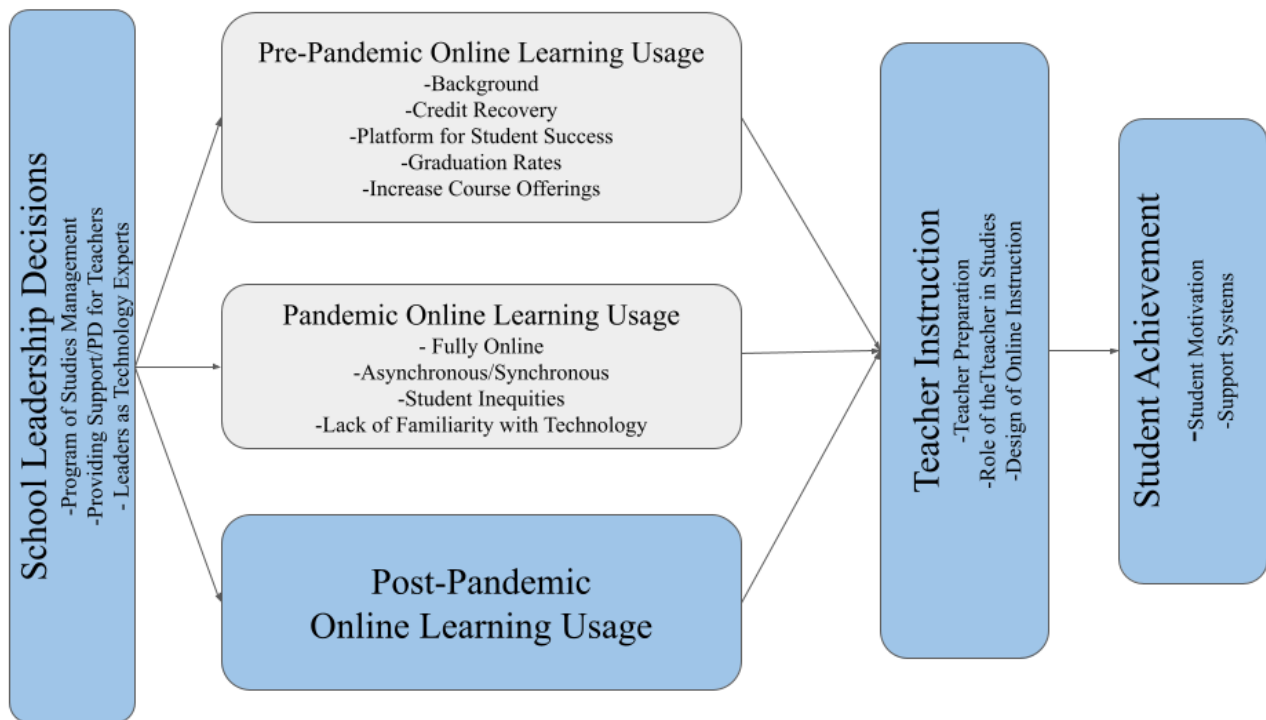 School Leadership Decisions
-Program of Studies Management
-Providing Support/PD for Teachers
- Leaders as Technology Experts
Pre-Pandemic Online Learning Usage
-Background
-Credit Recovery
-Platform for Student Success
-Graduation Rates
-Increase Course Offerings
Pandemic Online Learning Usage
- Fully Online
-Asynchronous/Synchronous
-Student Inequities
-Lack of Familiarity with Technology
Post-Pandemic
Online Learning Usage
Teacher Instruction
-Teacher Preparation
-Role of theTteacher in Studies
-Design of Online Instruction
Student Achievement
-Student Motivation
-Support Systems